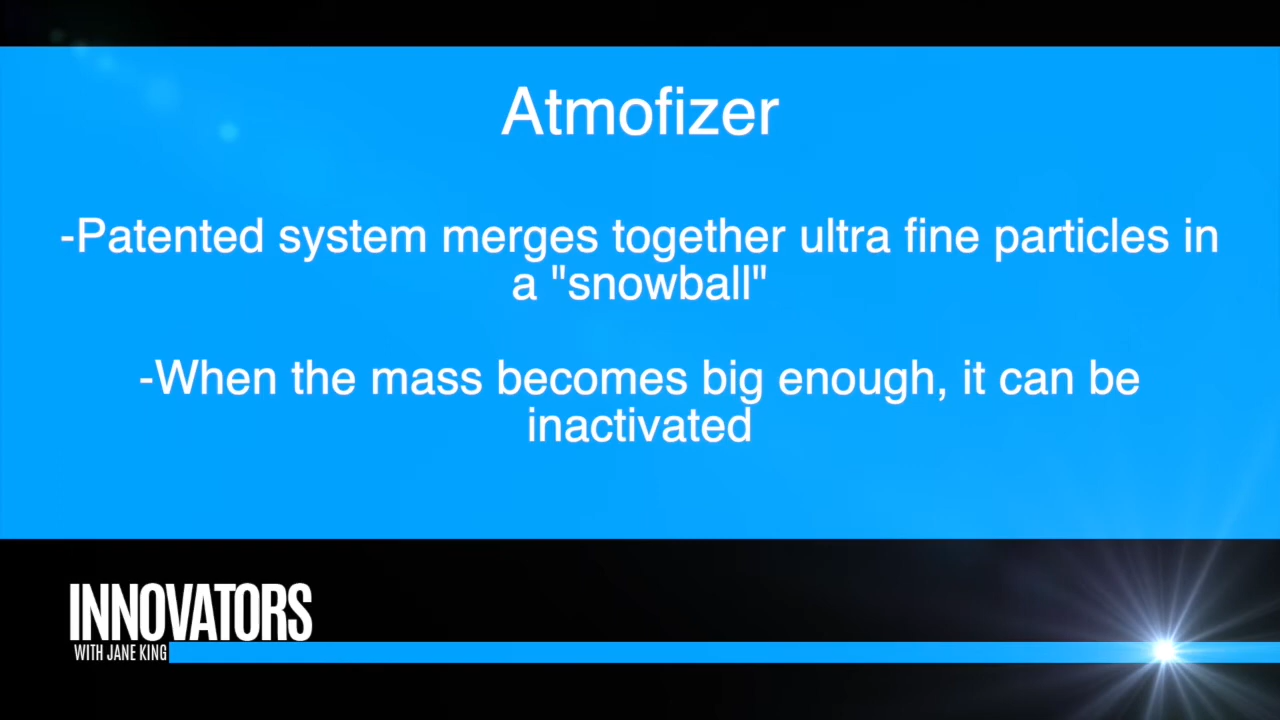 Atmofizer
-Patented system merges together ultra fine particles in
a "snowball"
-When the mass becomes big enough, it can be
inactivated
INNOVATORS
WITH JANE KING